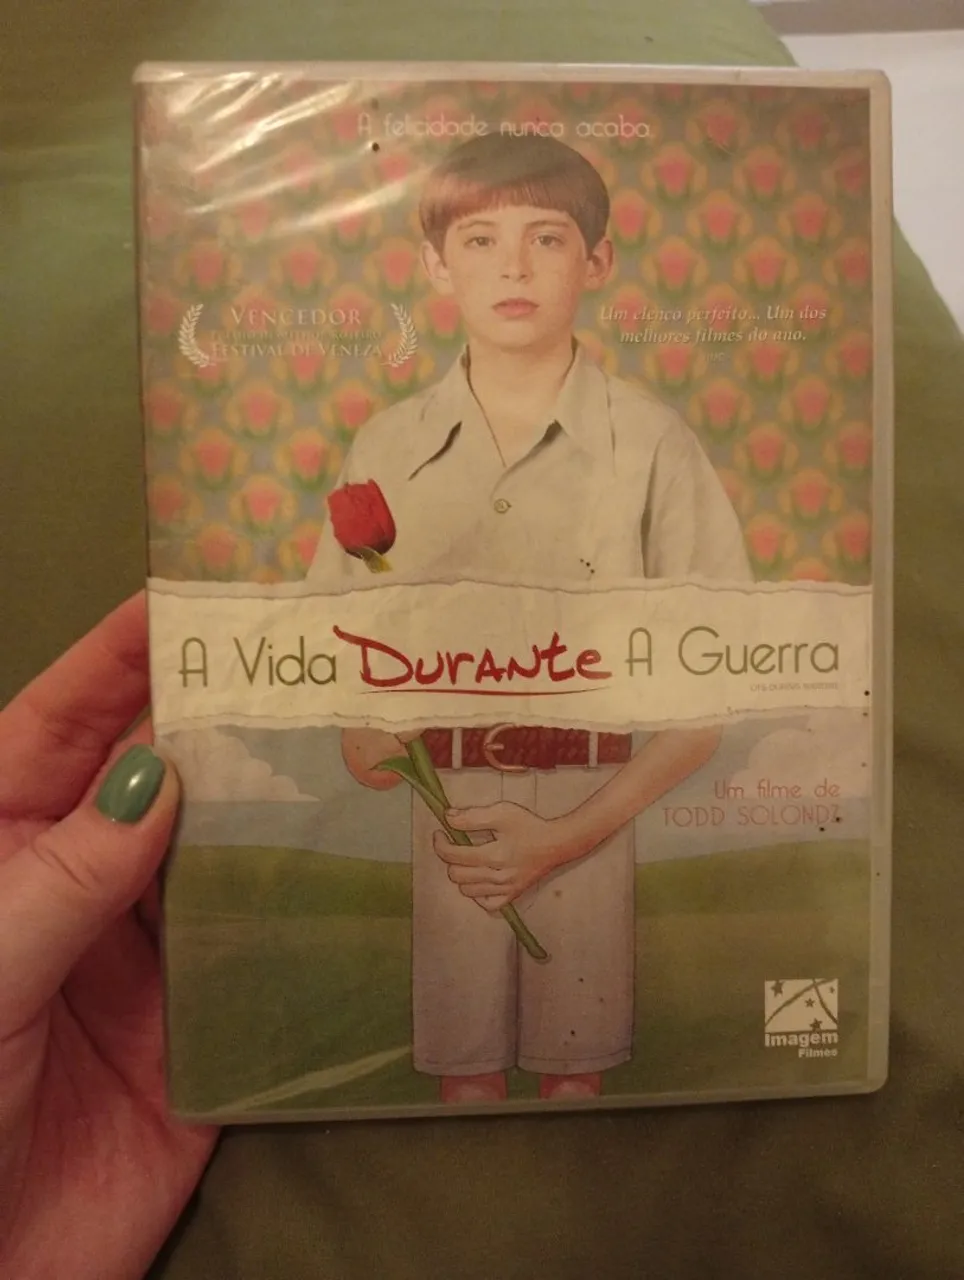 A felicidade nunca acaba
VENCEDOR
FESTIVAL DE VENEZA
Um elenco perfeito... Um dos
melhores filmes do ano.
A Vida DURANTE A Guerra
Um filme de
TODD SOLONDZ
Imagem
Filmes